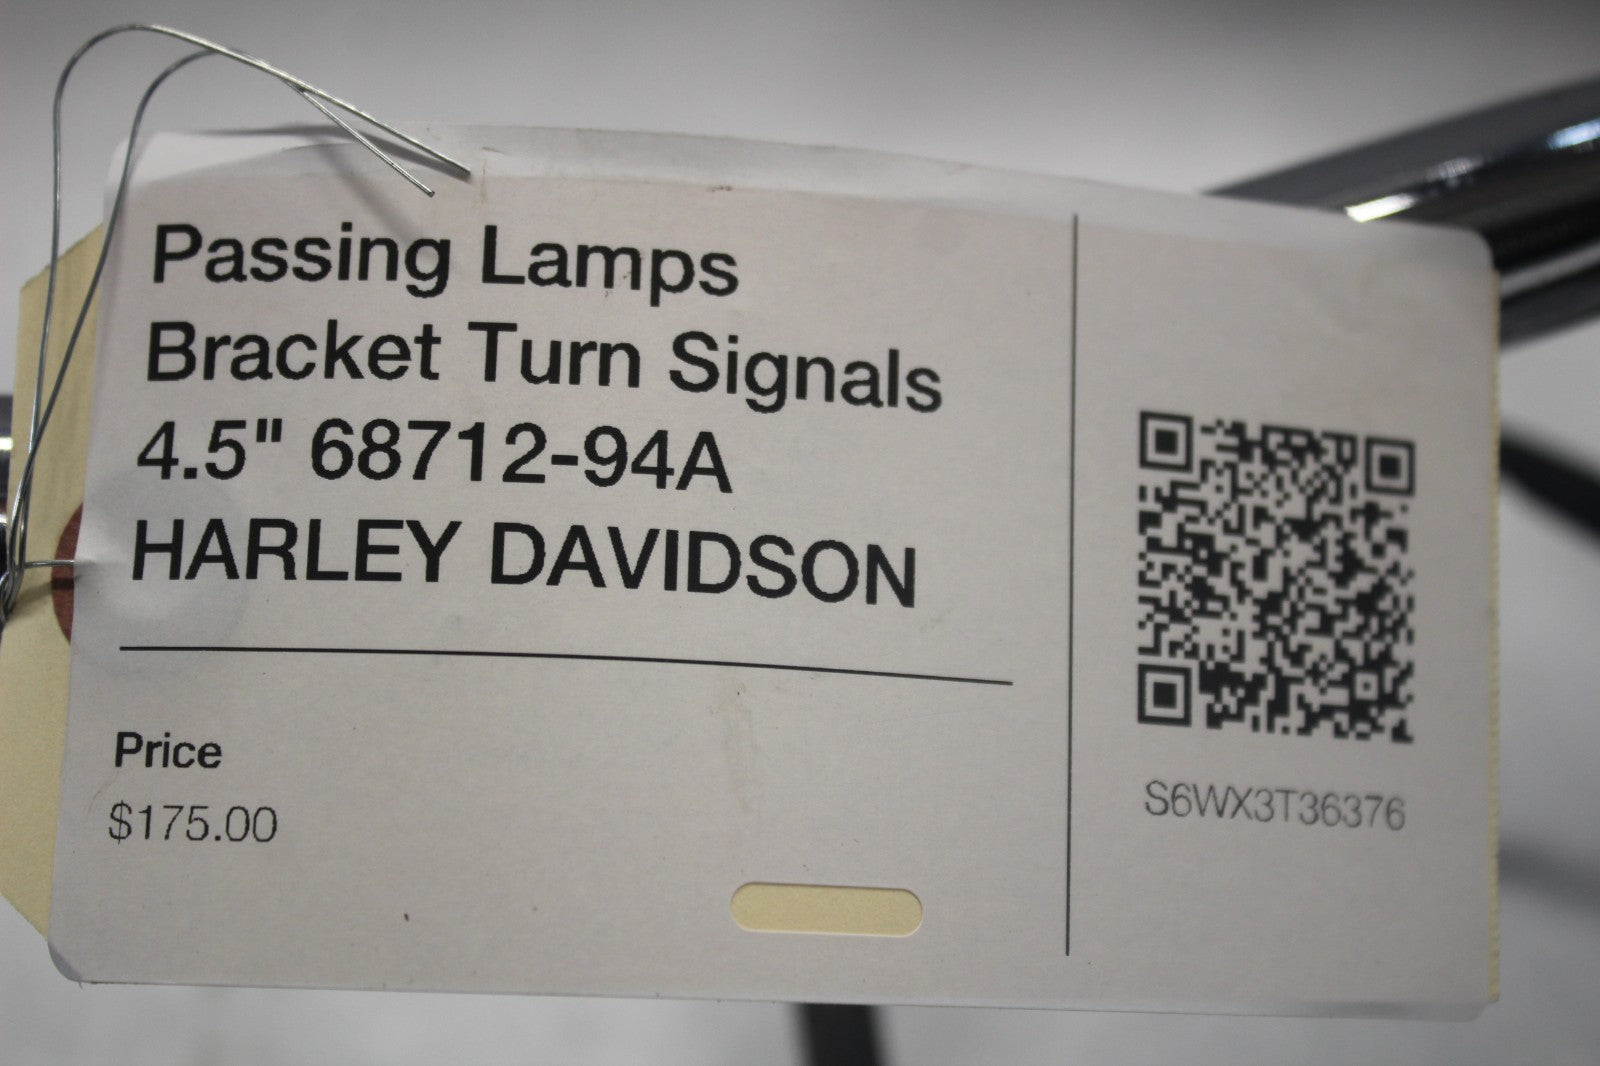 Passing Lamps
Bracket Turn Signals
4.5" 68712-94A
HARLEY DAVIDSON
Price
$175.00
S6WX3T36376